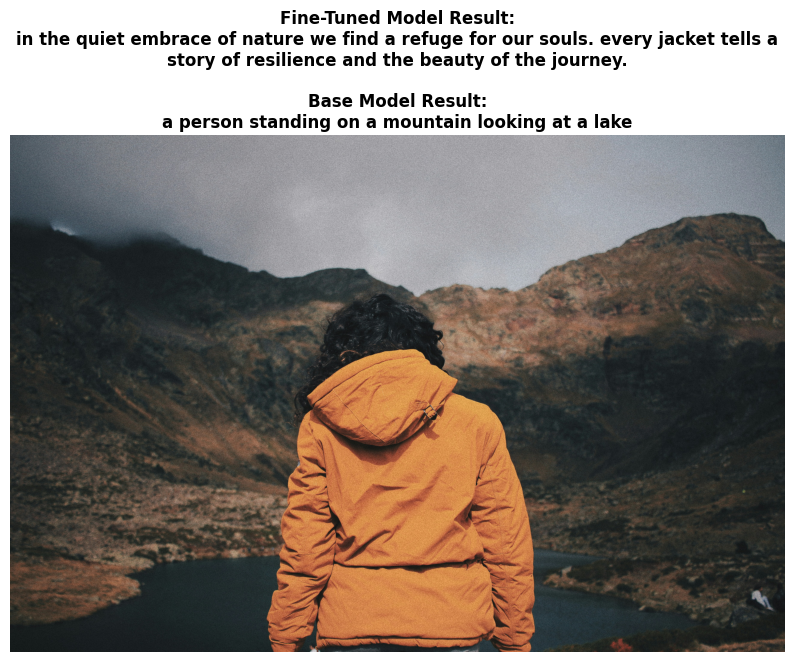 Fine-Tuned Model Result:
in the quiet embrace of nature we find a refuge for our souls. every jacket tells a
story of resilience and the beauty of the journey.
Base Model Result:
a person standing on a mountain looking at a lake